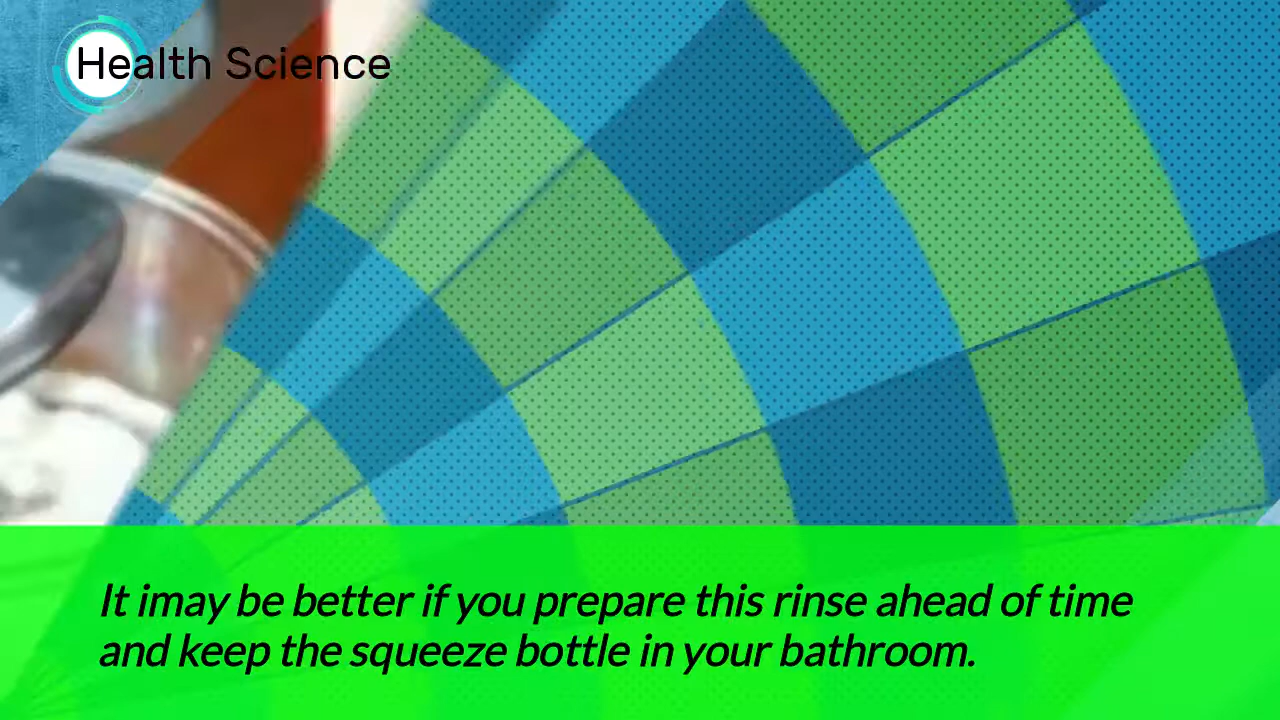 Health Science
It imay be better if you prepare this rinse ahead of time
and keep the squeeze bottle in your bathroom.